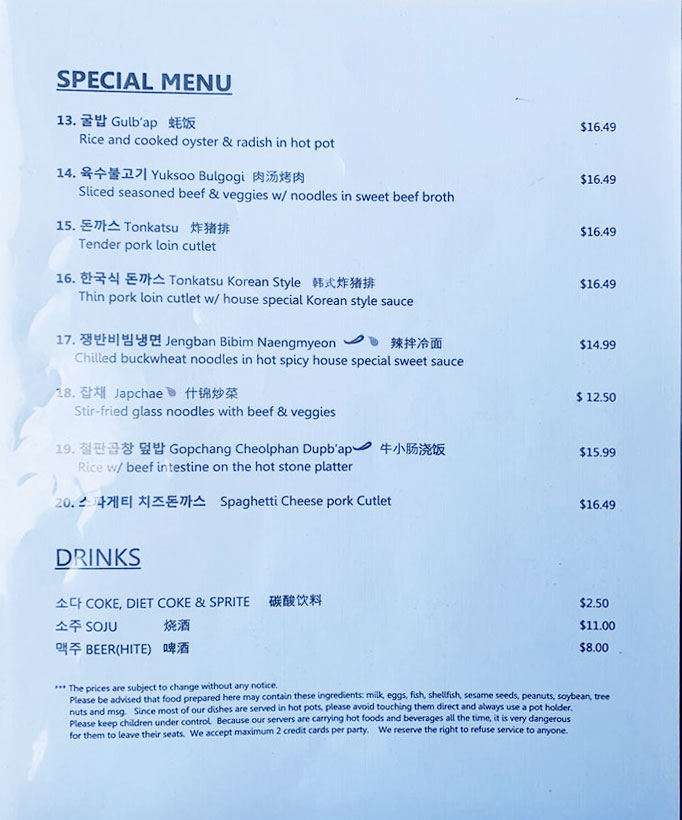 SPECIAL MENU
13. 굴밥 Gulb'ap 蚝饭 $16.49
Rice and cooked oyster & radish in hot pot
14. 육수불고기 Yuksoo Bulgogi 肉汤烤肉 $16.49
Sliced seasoned beef & veggies w/ noodles in sweet beef broth
15. 돈까스 Tonkatsu 炸猪排 $16.49
Tender pork loin cutlet
16. 한국식 돈까스 Tonkatsu Korean Style 韩式炸猪排 $16.49
Thin pork loin cutlet w/ house special Korean style sauce
17. 쟁반비빔냉면 Jengban Bibim Naengmyeon 辣拌冷面 $14.99
Chilled buckwheat noodles in hot spicy house special sweet sauce
18. 잡채 Japchae 什锦炒菜 $ 12.50
Stir-fried glass noodles with beef & veggies
19. 철판곱창 덮밥 Gopchang Cheolphan Dupb'ap 牛小肠浇饭 $15.99
Rice w/ beef intestine on the hot stone platter
20. 스파게티 치즈돈까스 Spaghetti Cheese pork Cutlet $16.49
DRINKS
소다 COKE, DIET COKE & SPRITE 碳酸饮料 $2.50
소주 SOJU 烧酒 $11.00
맥주 BEER(HITE) 啤酒 $8.00
*** The prices are subject to change without any notice.
Please be advised that food prepared here may contain these ingredients: milk, eggs, fish, shellfish, sesame seeds, peanuts, soybean, tree
nuts and msg. Since most of our dishes are served in hot pots, please avoid touching them direct and always use a pot holder.
Please keep children under control. Because our servers are carrying hot foods and beverages all the time, it is very dangerous
for them to leave their seats. We accept maximum 2 credit cards per party. We reserve the right to refuse service to anyone.